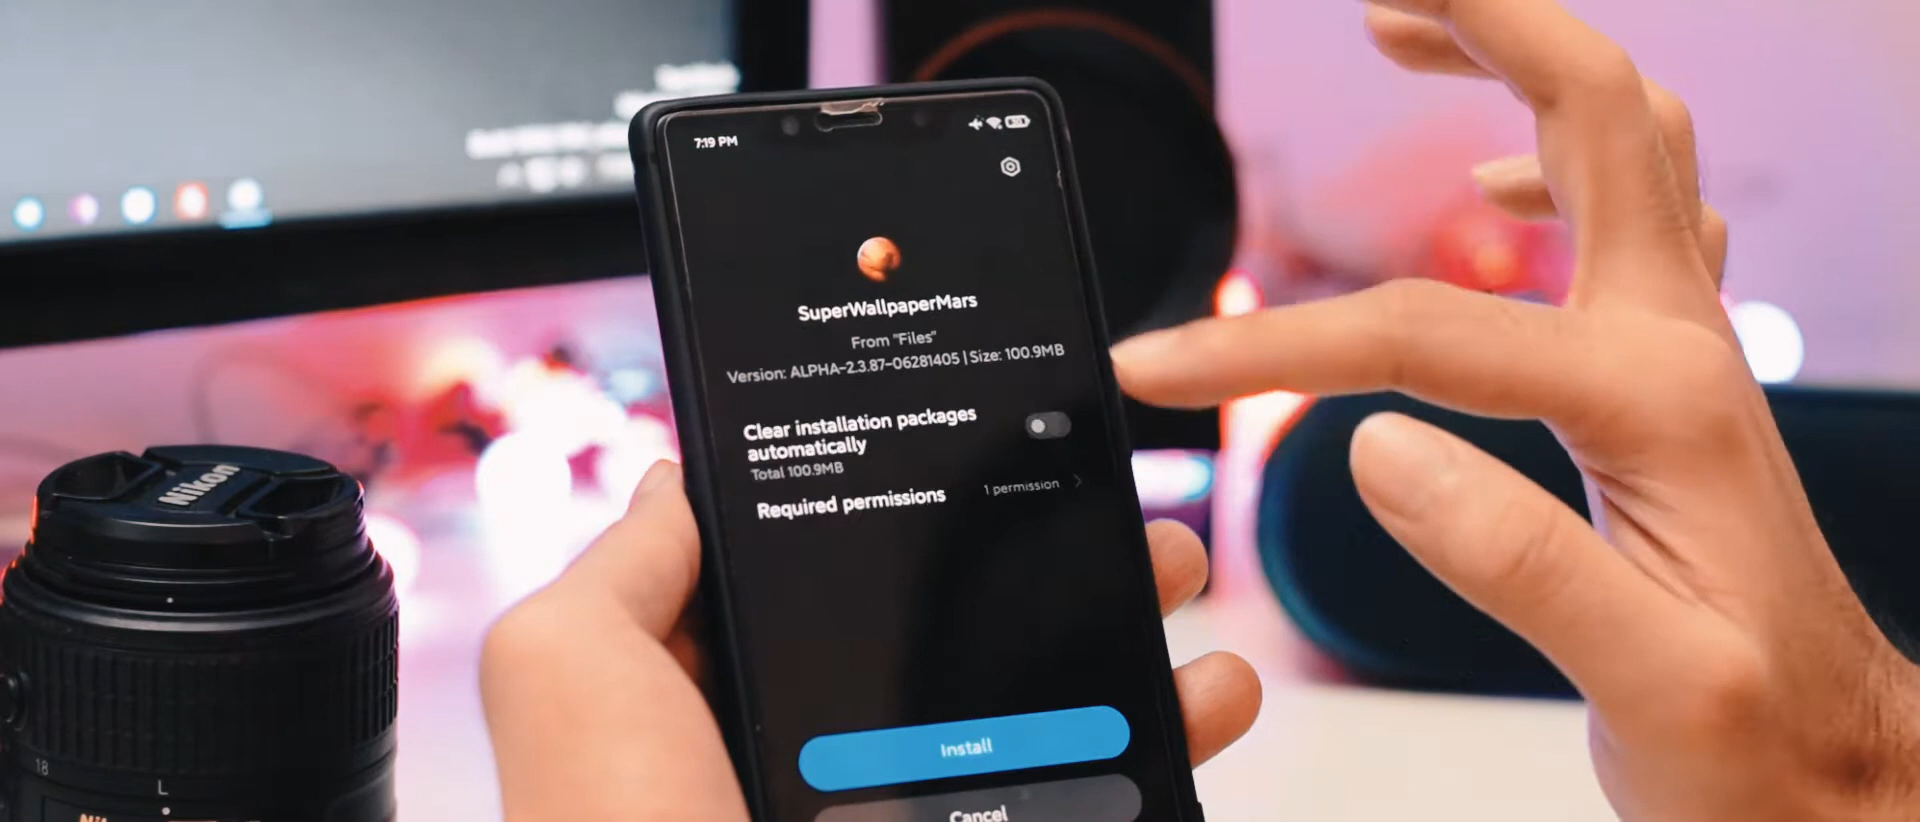 7:19 PM
SuperWallpaperMars
From "Files"
Version: ALPHA-2.3.87-06281405 | Size: 100.9MB
Clear installation packages
automatically
Total 100.9MB
Required permissions
1 permission
Install
Cancel
Nikon
18
L